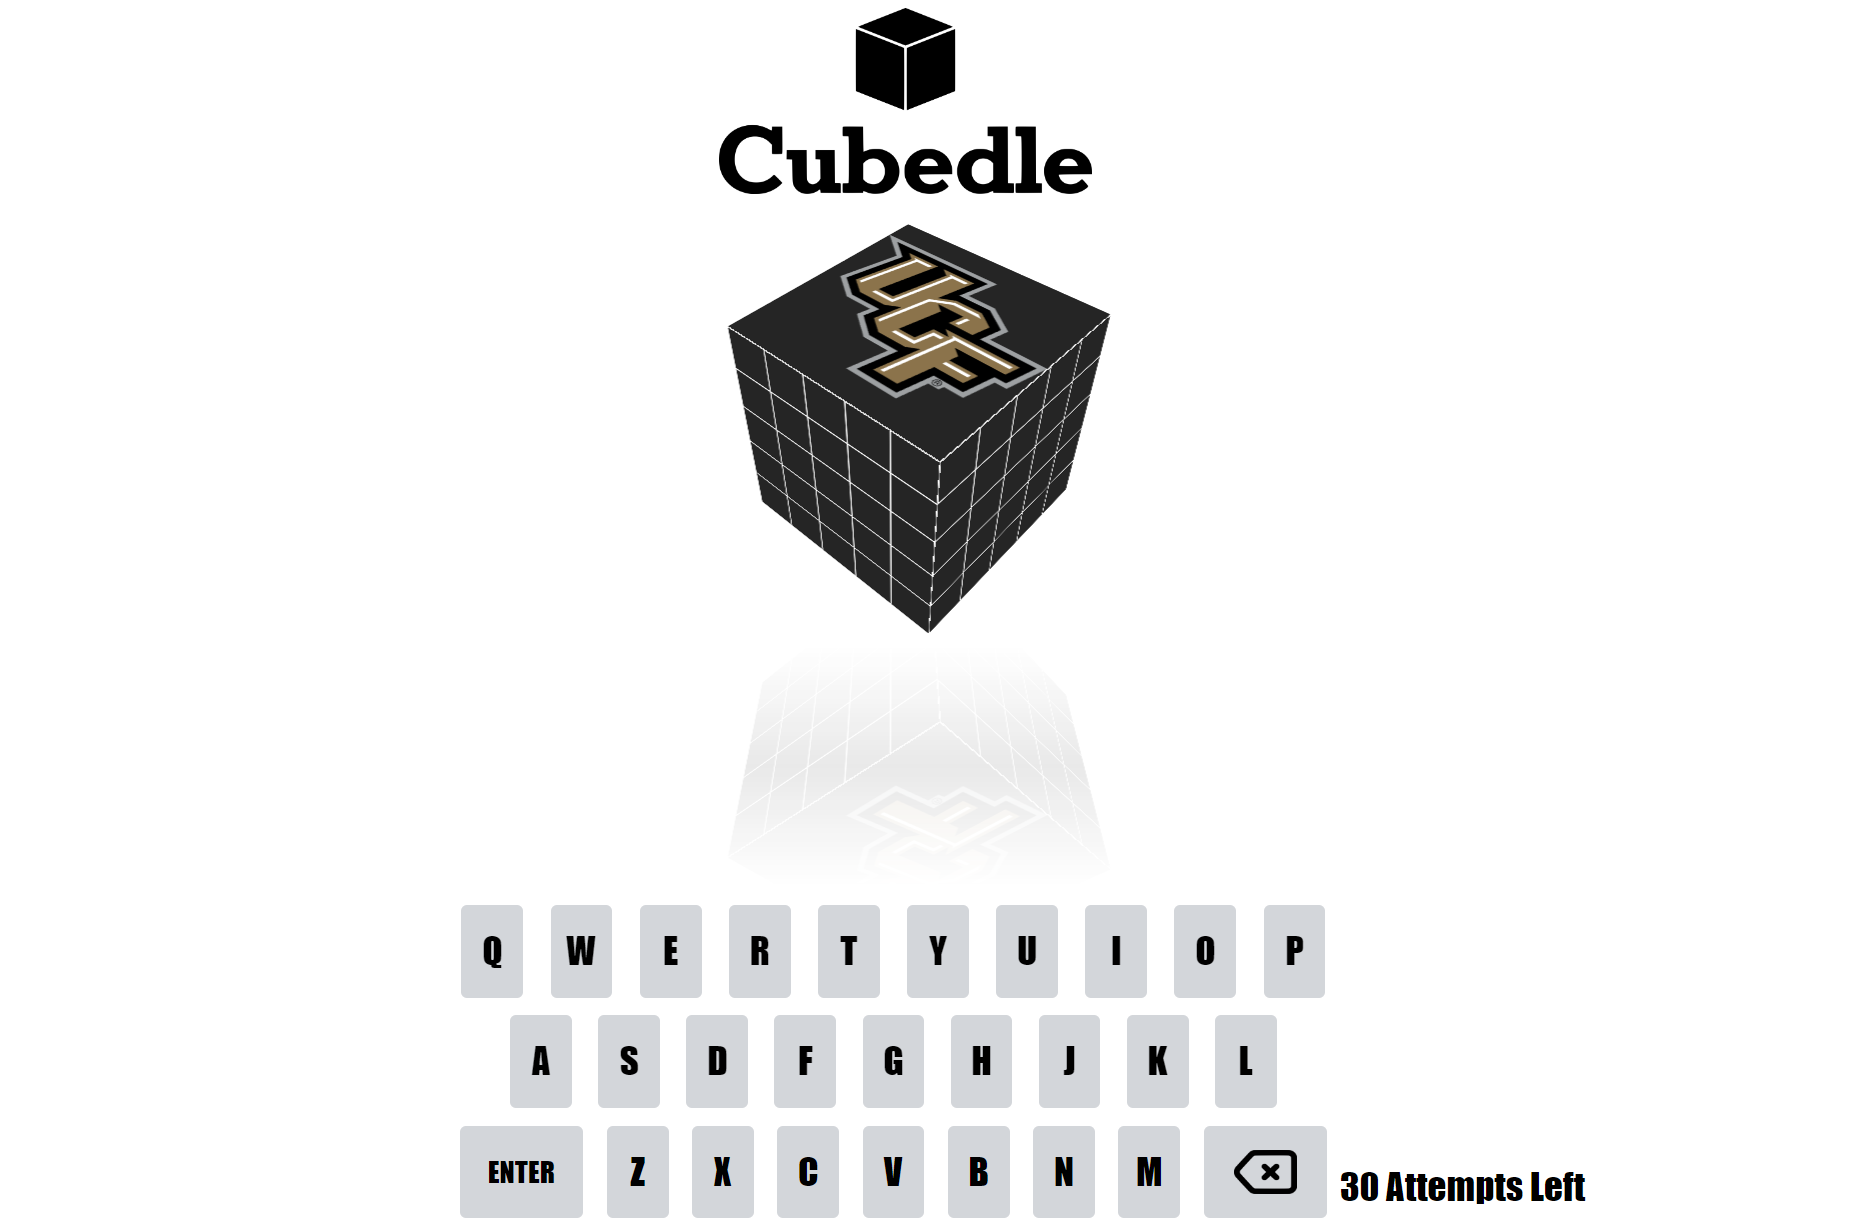 Cubedle
UCF
®
Q W E R T Y U I O P
A S D F G H J K L
ENTER Z X C V B N M
30 Attempts Left